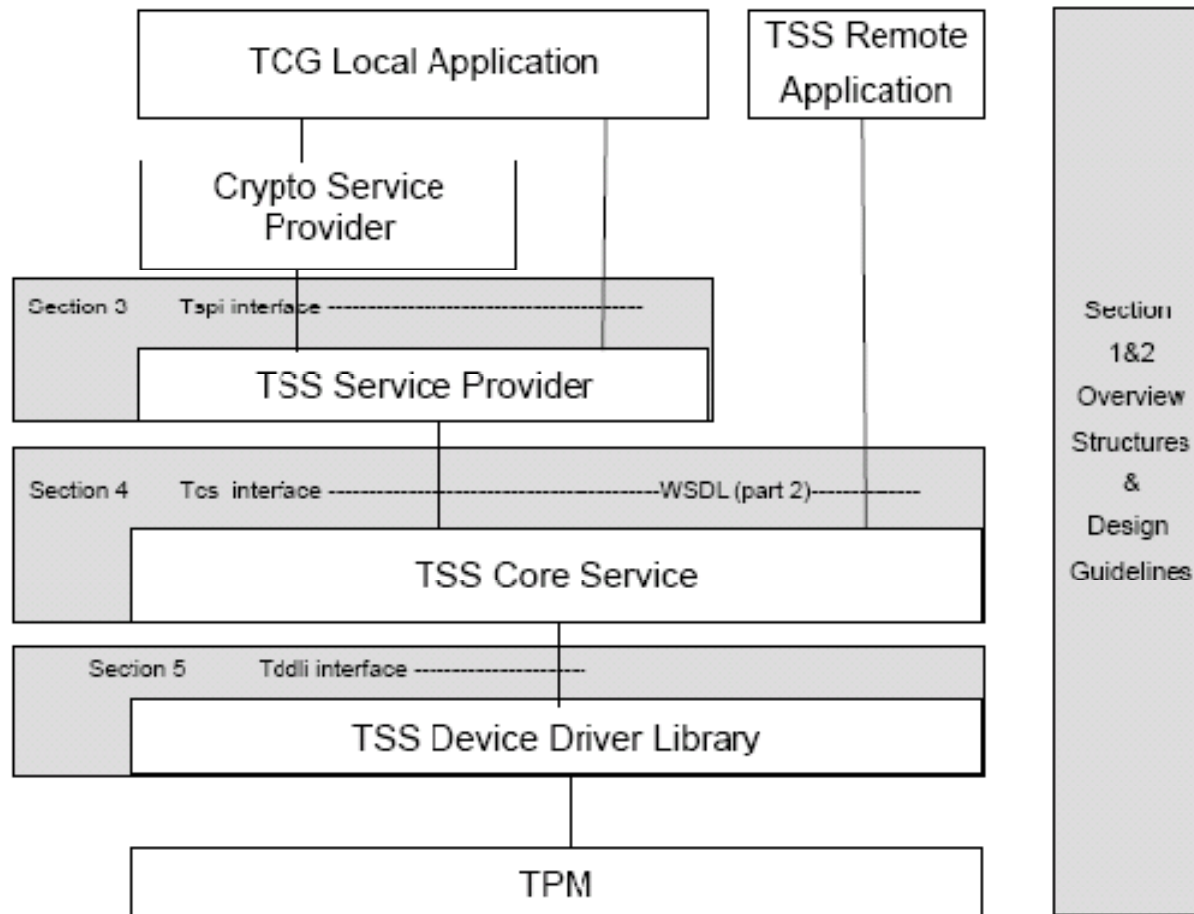 TCG Local Application
TSS Remote
Application
Crypto Service
Provider
Section 3 Tspi interface ----------------------------------------
TSS Service Provider
Section 4 Tcs interface ------------------------------------------WSDL (part 2)--------------
TSS Core Service
Section 5 Tddli interface ----------------------
TSS Device Driver Library
TPM
Section
1&2
Overview
Structures
&
Design
Guidelines